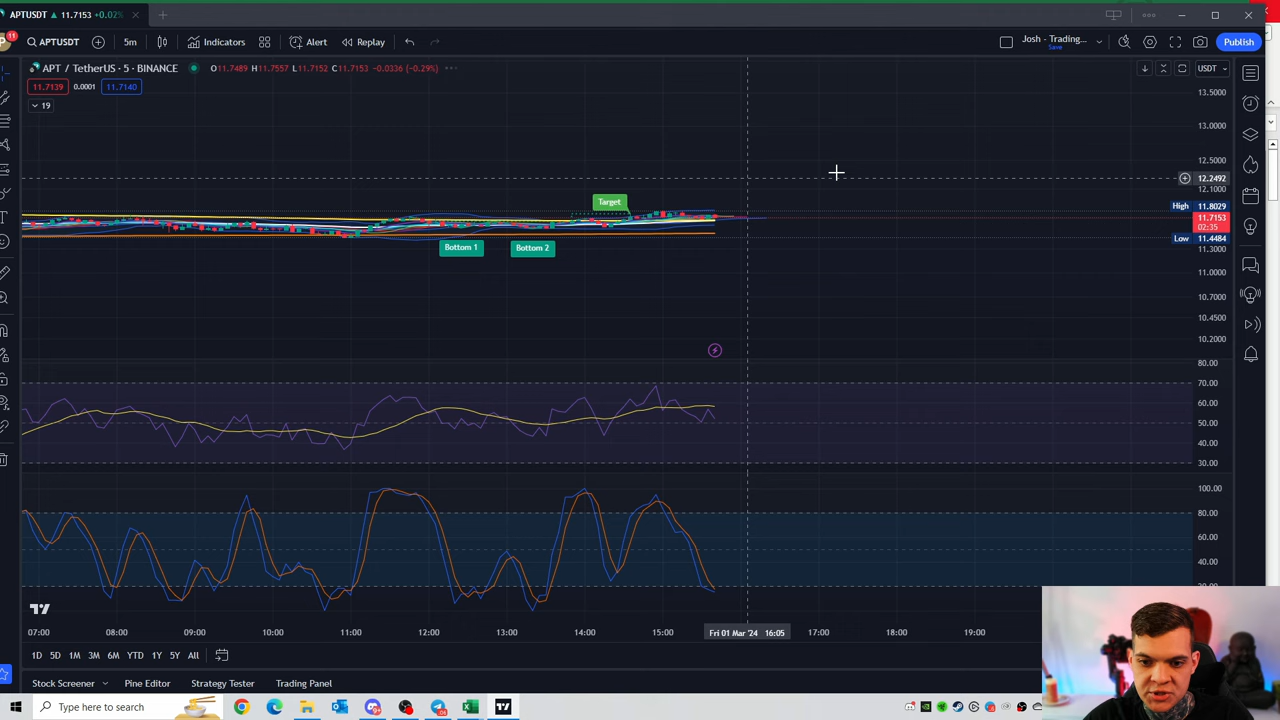 APTUSDT 11.7153 +0.02%
11
APTUSDT 5m Indicators Alert Replay Josh - Trading... Save Publish
APT / TetherUS · 5 · BINANCE O11.7489 H11.7557 L11.7152 C11.7153 −0.0336 (−0.29%) USDT
11.7139 0.0001 11.7140
19
13.5000
13.0000
12.5000
12.2492
12.1000
Target
High 11.8029
11.7153
02:35
Low 11.4484
Bottom 1 Bottom 2
11.3000
11.0000
10.7000
10.4500
10.2000
80.00
70.00
60.00
50.00
40.00
30.00
100.00
80.00
60.00
40.00
07:00 08:00 09:00 10:00 11:00 12:00 13:00 14:00 15:00 Fri 01 Mar '24 16:05 17:00 18:00 19:00
1D 5D 1M 3M 6M YTD 1Y 5Y All
Stock Screener Pine Editor Strategy Tester Trading Panel
Type here to search